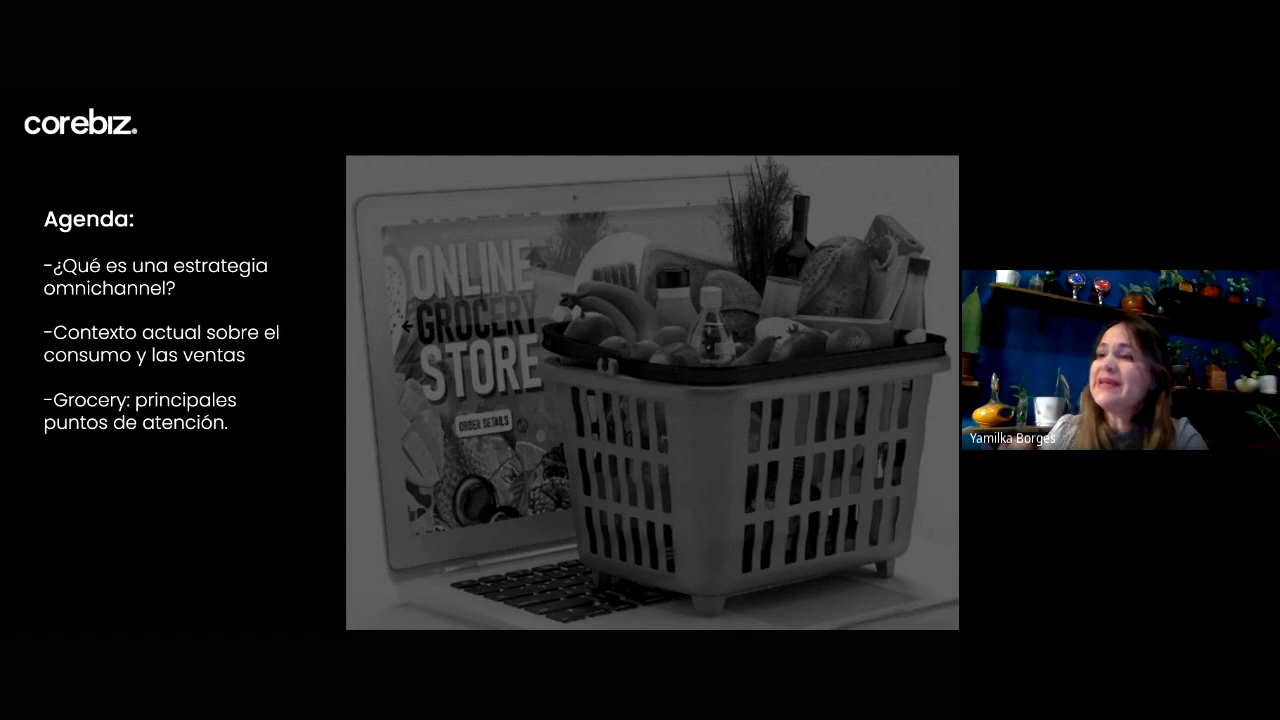 corebiz.
Agenda:
-¿Qué es una estrategia
omnichannel?
-Contexto actual sobre el
consumo y las ventas
-Grocery: principales
puntos de atención.
ONLINE
GROCERY
STORE
ORDER DETAILS
Yamilka Borges